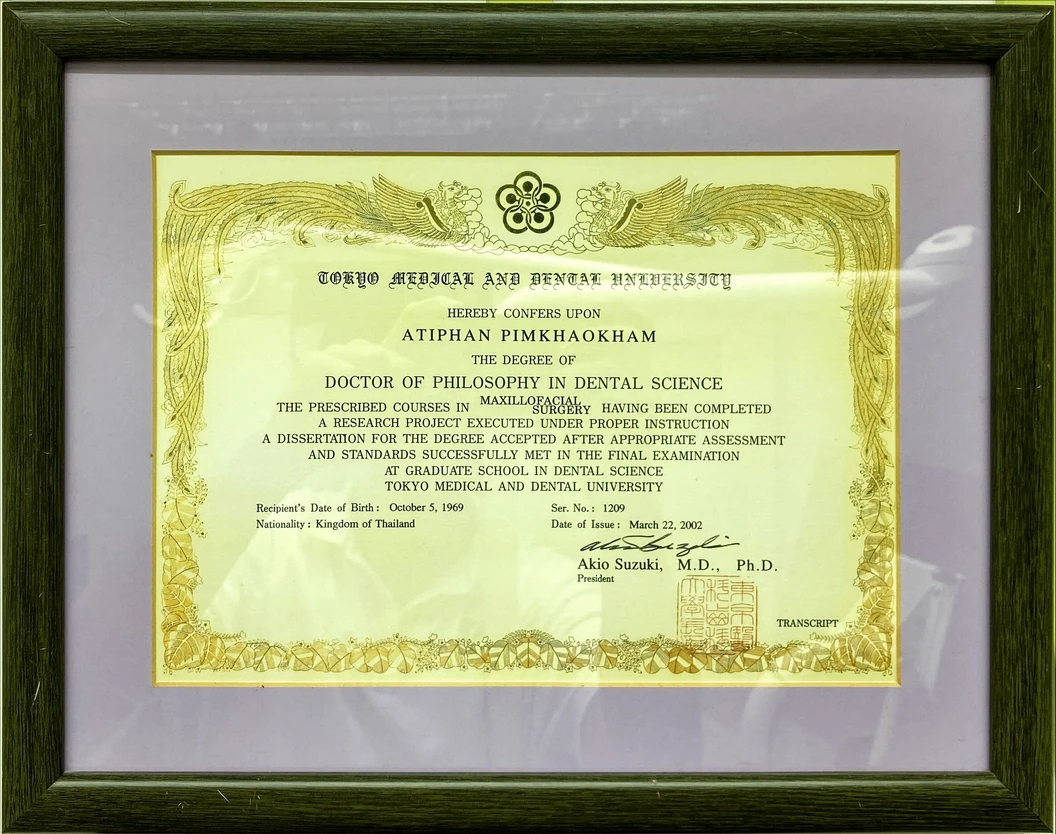 TOKYO MEDICAL AND DENTAL UNIVERSITY
HEREBY CONFERS UPON
ATIPHAN PIMKHAOKHAM
THE DEGREE OF
DOCTOR OF PHILOSOPHY IN DENTAL SCIENCE
THE PRESCRIBED COURSES IN MAXILLOFACIAL SURGERY HAVING BEEN COMPLETED
A RESEARCH PROJECT EXECUTED UNDER PROPER INSTRUCTION
A DISSERTATION FOR THE DEGREE ACCEPTED AFTER APPROPRIATE ASSESSMENT
AND STANDARDS SUCCESSFULLY MET IN THE FINAL EXAMINATION
AT GRADUATE SCHOOL IN DENTAL SCIENCE
TOKYO MEDICAL AND DENTAL UNIVERSITY
Recipient's Date of Birth : October 5, 1969 Ser. No. : 1209
Nationality : Kingdom of Thailand Date of Issue : March 22, 2002
Akio Suzuki, M.D., Ph.D.
President
TRANSCRIPT